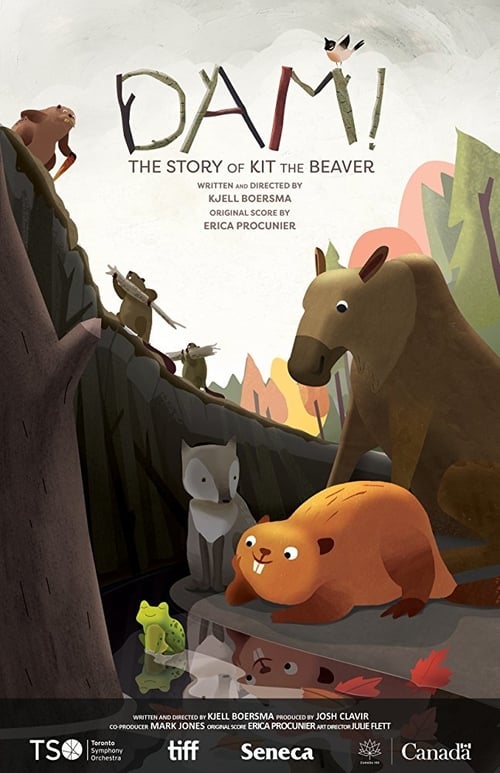 DAM!
THE STORY OF KIT THE BEAVER
WRITTEN AND DIRECTED BY
KJELL BOERSMA
ORIGINAL SCORE BY
ERICA PROCUNIER
WRITTEN AND DIRECTED BY KJELL BOERSMA PRODUCED BY JOSH CLAVIR
CO-PRODUCER MARK JONES ORIGINAL SCORE ERICA PROCUNIER ART DIRECTOR JULIE FLETT
TSO Toronto
Symphony
Orchestra
tiff
Seneca
CANADA 150
Canada